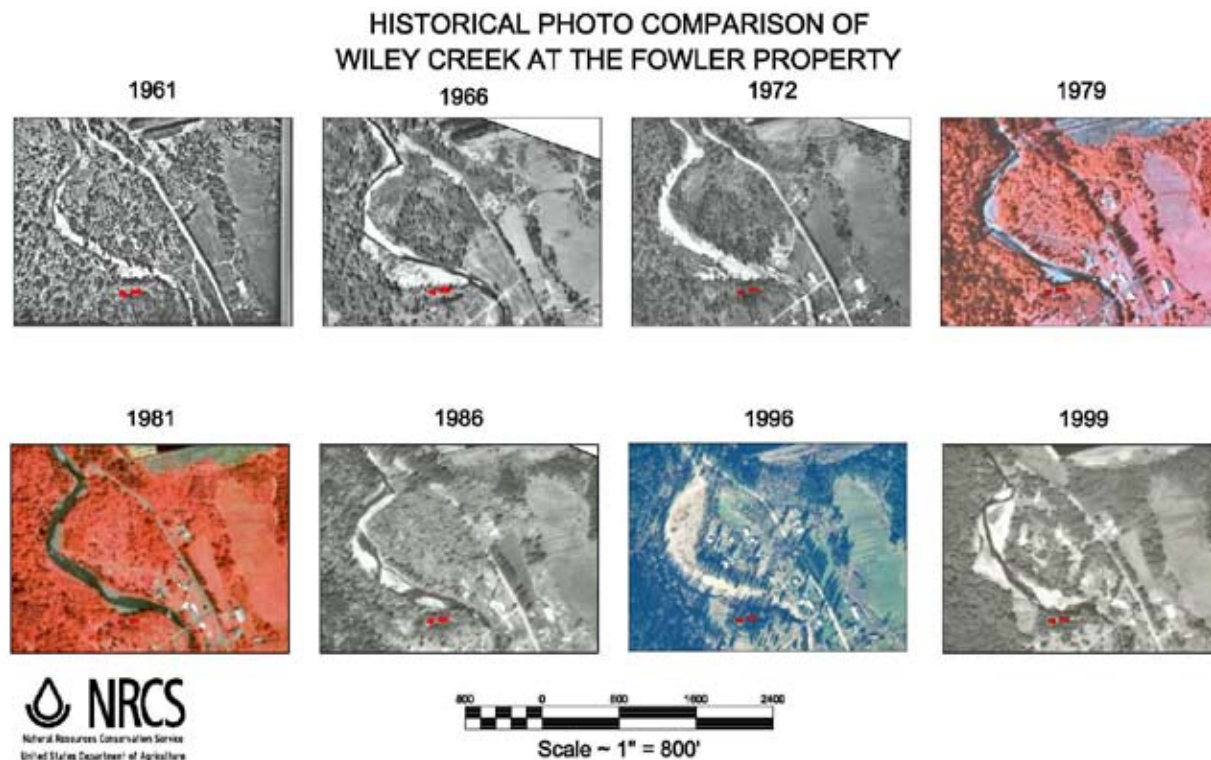 HISTORICAL PHOTO COMPARISON OF
WILEY CREEK AT THE FOWLER PROPERTY
1961
1966
1972
1979
1981
1986
1996
1999
NRCS
Natural Resources Conservation Service
United States Department of Agriculture
800 0 800 1600 2400
Scale ~ 1" = 800'